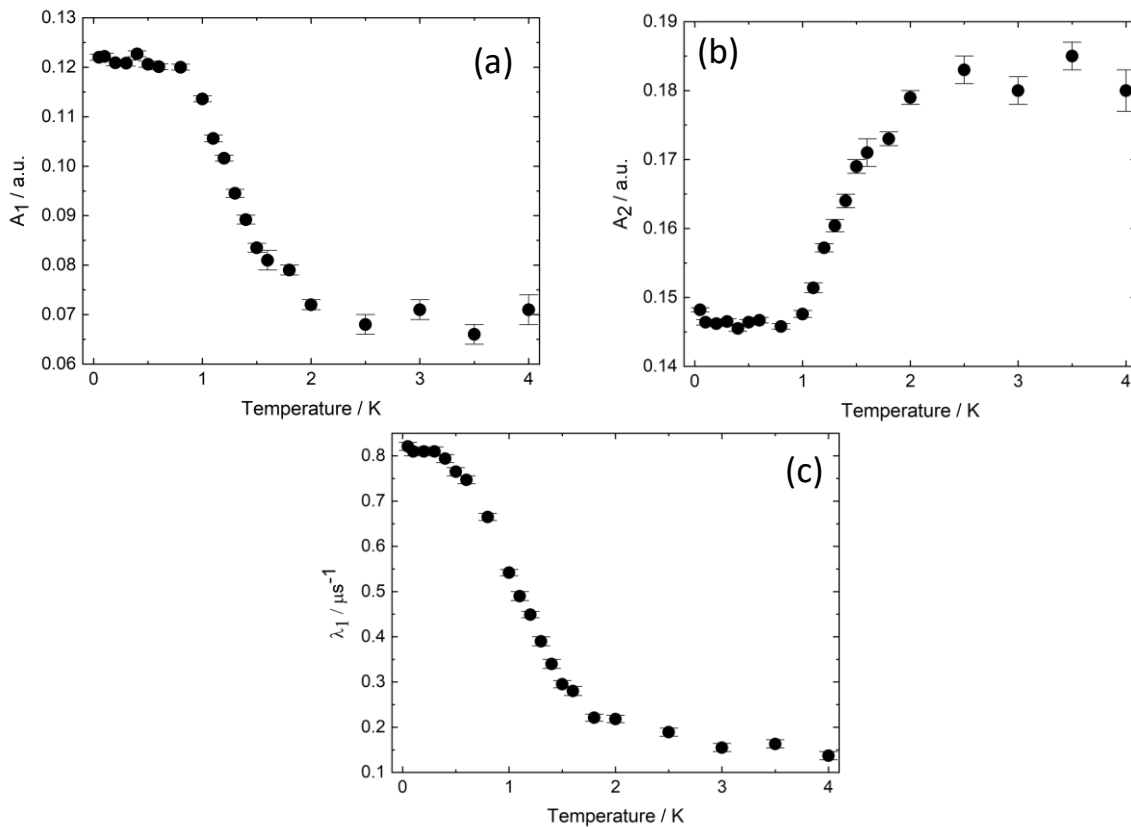 0.13
0.12
0.11
0.10
0.09
0.08
0.07
0.06
A₁ / a.u.
(a)
0 1 2 3 4
Temperature / K
0.19
0.18
0.17
0.16
0.15
0.14
A₂ / a.u.
(b)
0 1 2 3 4
Temperature / K
0.8
0.7
0.6
0.5
0.4
0.3
0.2
0.1
λ₁ / μs⁻¹
(c)
0 1 2 3 4
Temperature / K